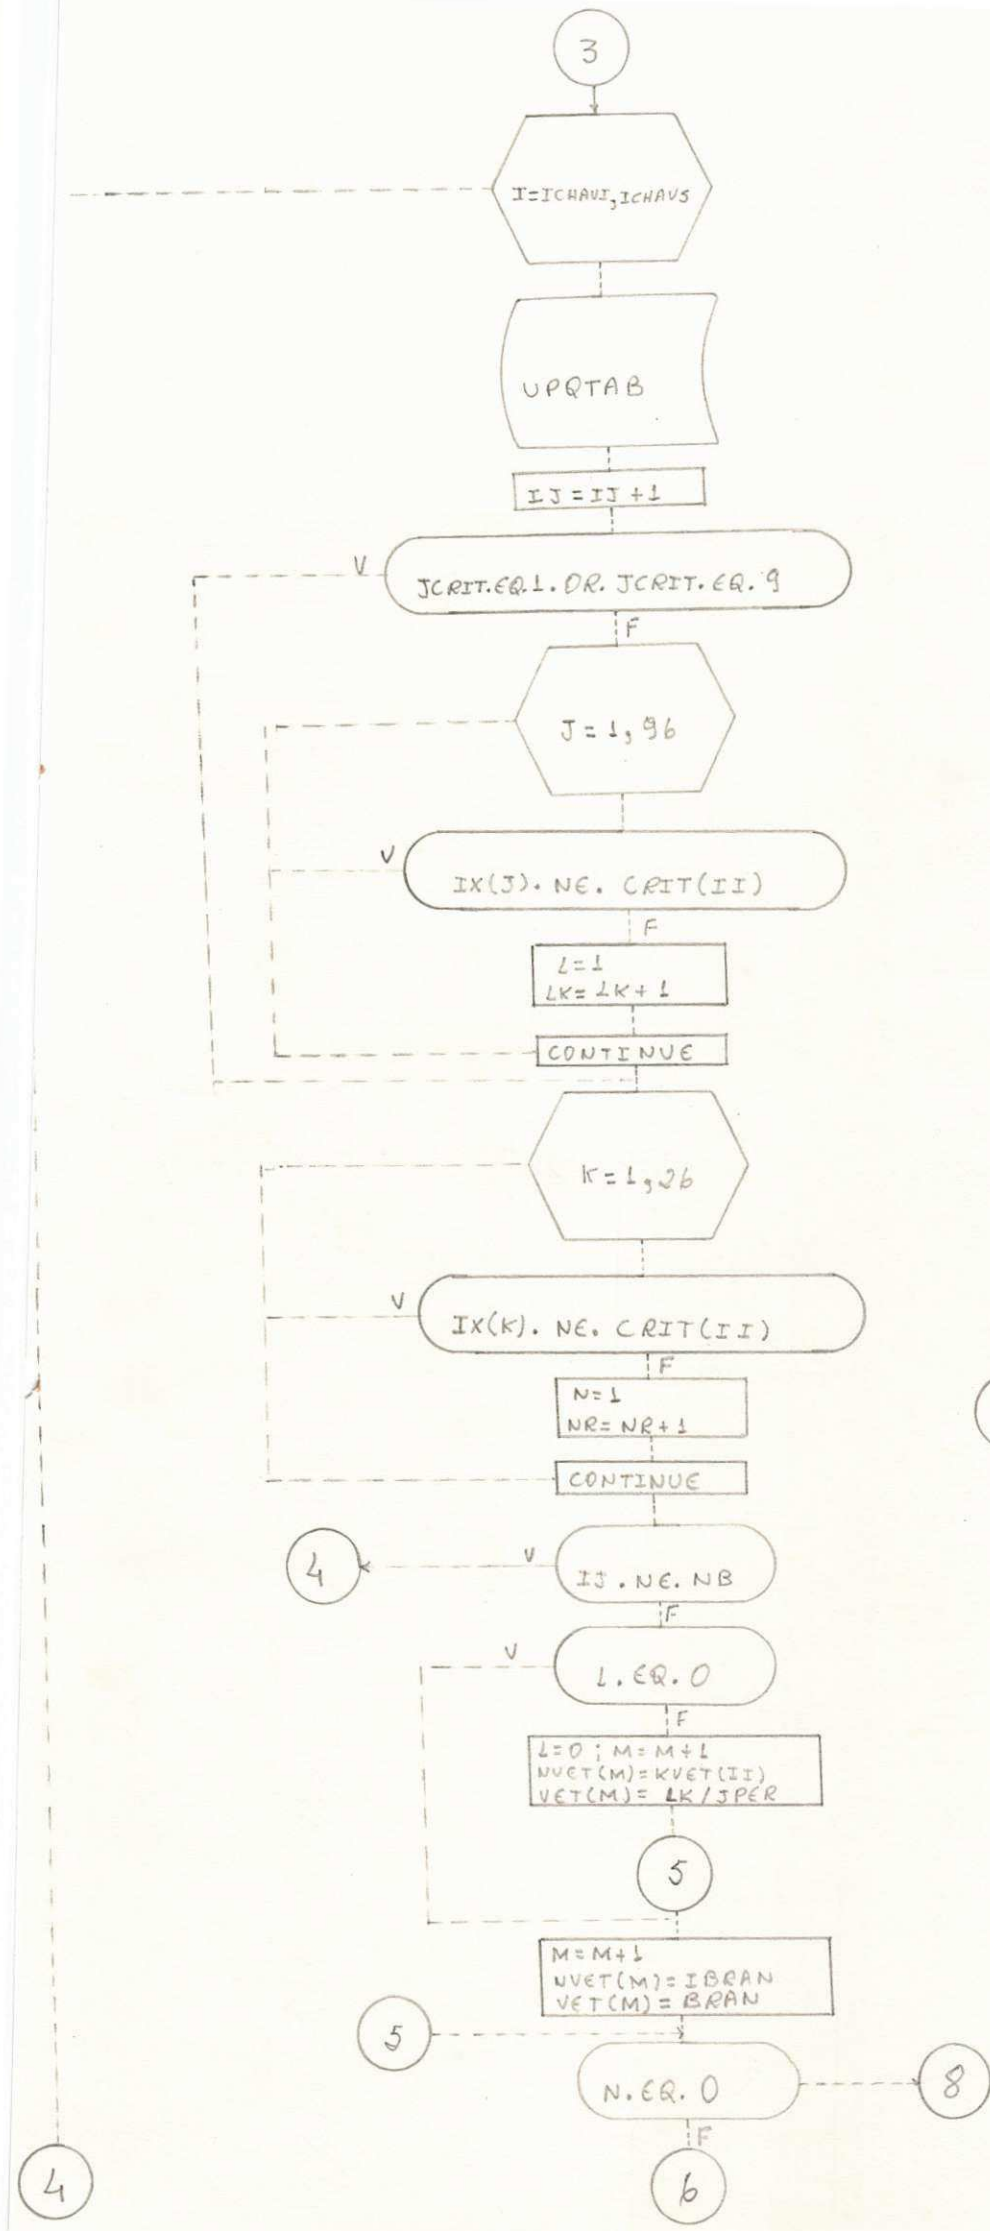 3
I=ICHAVI,ICHAVS
UPQTAB
IJ=IJ+1
V
JCRIT.EQ.1.OR.JCRIT.EQ.9
F
J=1,96
V
IX(J).NE.CRIT(II)
F
L=1
LK=LK+1
CONTINUE
K=1,26
V
IX(K).NE.CRIT(II)
F
N=1
NR=NR+1
CONTINUE
4
V
IJ.NE.NB
F
V
L.EQ.0
F
L=0; M=M+1
NVET(M)=KVET(II)
VET(M)=LK/JPER
5
M=M+1
NVET(M)=IBRAN
VET(M)=BRAN
5
N.EQ.0
8
F
4
6